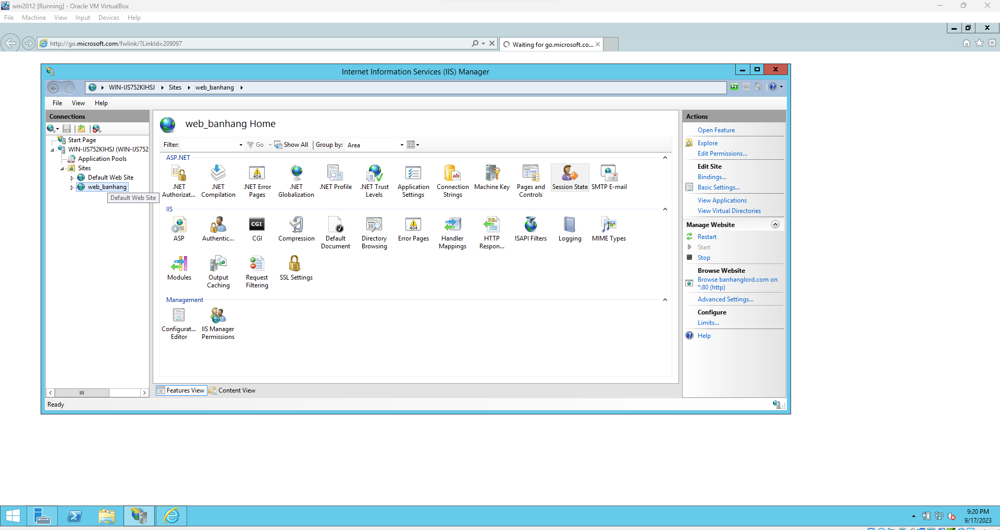 win2012 [Running] - Oracle VM VirtualBox
File Machine View Input Devices Help
http://go.microsoft.com/fwlink/?LinkId=209097
Waiting for go.microsoft.co...
Internet Information Services (IIS) Manager
WIN-IJS752KIHSJ Sites web_banhang
File View Help
Connections
Start Page
WIN-IJS752KIHSJ (WIN-IJS752
Application Pools
Sites
Default Web Site
web_banhang
Default Web Site
web_banhang Home
Filter: Go Show All Group by: Area
ASP.NET
.NET Authorizat...
.NET Compilation
.NET Error Pages
.NET Globalization
.NET Profile
.NET Trust Levels
Application Settings
Connection Strings
Machine Key
Pages and Controls
Session State
SMTP E-mail
IIS
ASP
Authentic...
CGI
CGI
Compression
Default Document
Directory Browsing
404
Error Pages
Handler Mappings
HTTP Respon...
ISAPI Filters
Logging
MIME Types
Modules
Output Caching
Request Filtering
SSL Settings
Management
Configurat... Editor
IIS Manager Permissions
Features View Content View
Ready
Actions
Open Feature
Explore
Edit Permissions...
Edit Site
Bindings...
Basic Settings...
View Applications
View Virtual Directories
Manage Website
Restart
Start
Stop
Browse Website
Browse banhanglord.com on
*:80 (http)
Advanced Settings...
Configure
Limits...
Help
9:20 PM
9/17/2023